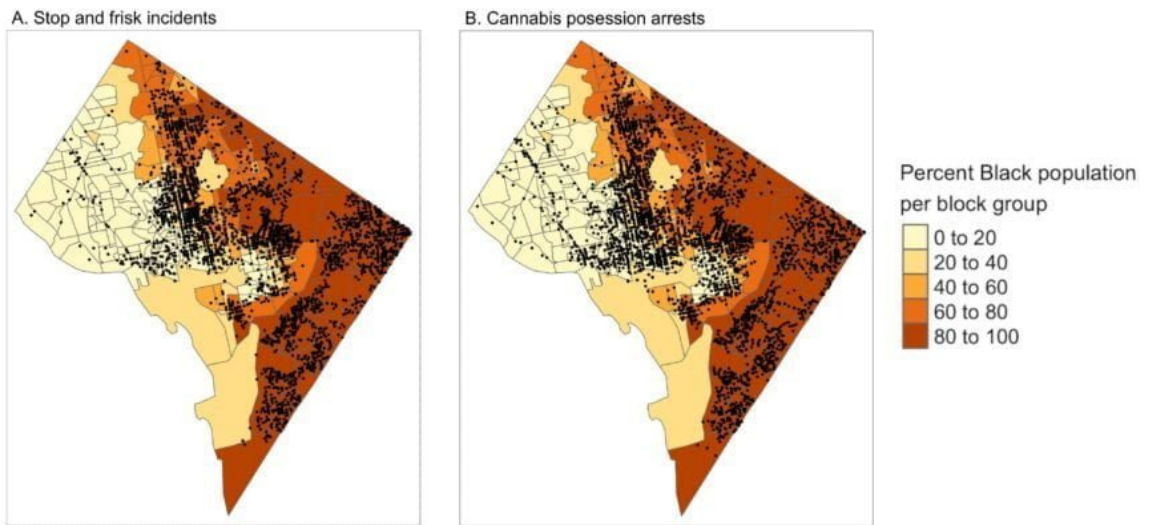 A. Stop and frisk incidents
B. Cannabis posession arrests
Percent Black population
per block group
0 to 20
20 to 40
40 to 60
60 to 80
80 to 100